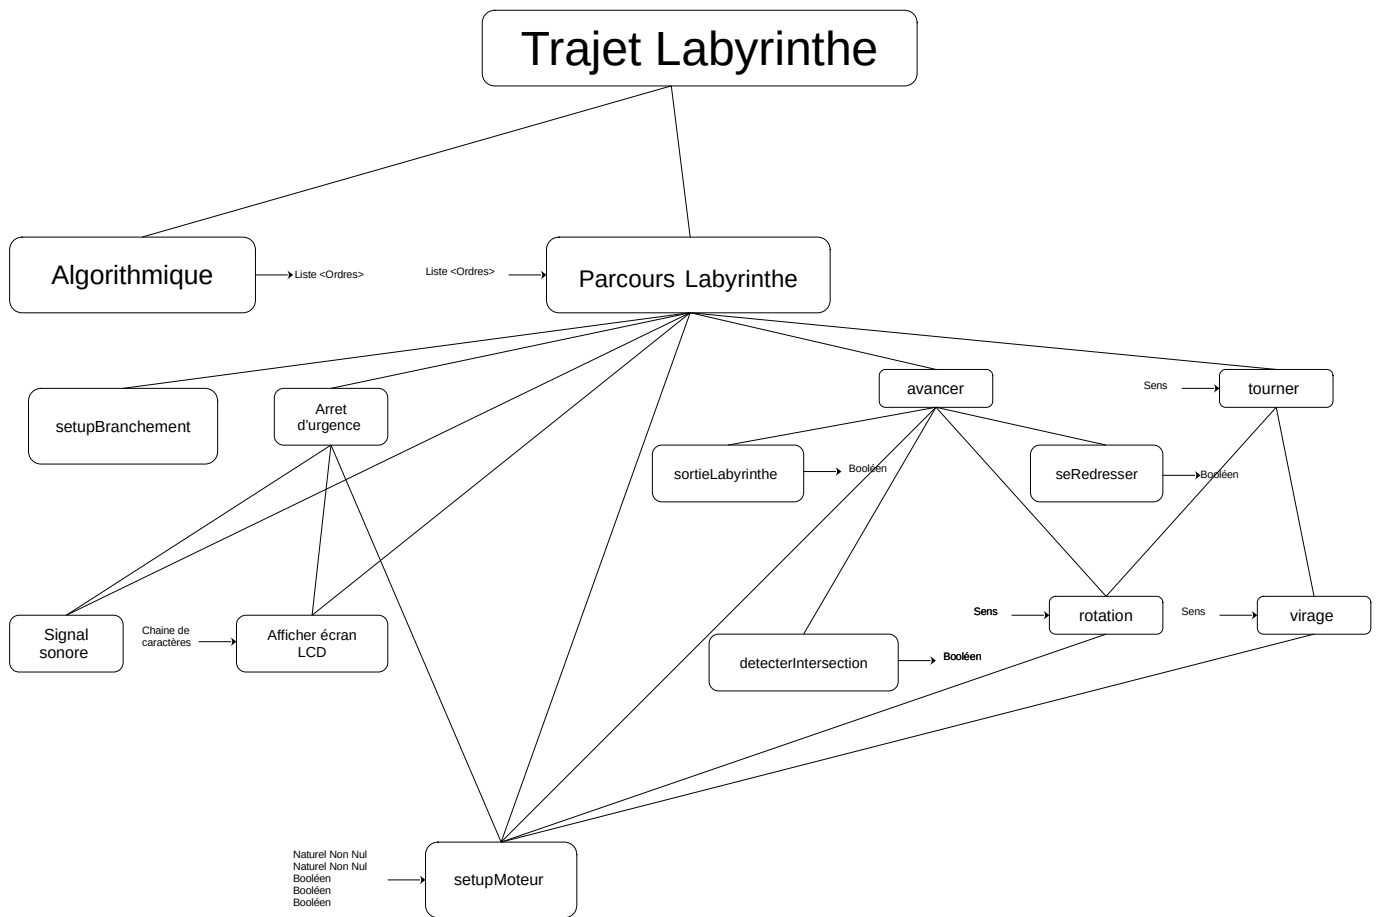 Trajet Labyrinthe
Algorithmique
Liste <Ordres>
Liste <Ordres>
Parcours Labyrinthe
setupBranchement
Arret
d'urgence
avancer
Sens
tourner
sortieLabyrinthe
Booléen
seRedresser
Booléen
Signal
sonore
Chaine de
caractères
Afficher écran
LCD
detecterIntersection
Booléen
Sens
rotation
Sens
virage
Naturel Non Nul
Naturel Non Nul
Booléen
Booléen
Booléen
setupMoteur